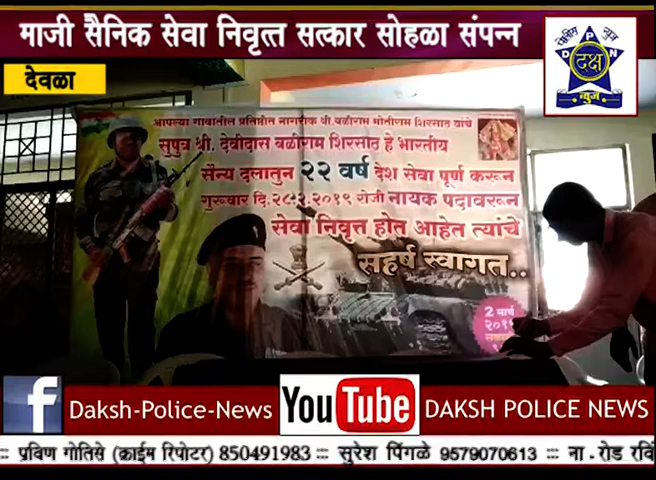 माजी सैनिक सेवा निवृत्त सत्कार सोहळा संपन्न
पोलिस न्युज
D P N
दक्ष
न्युज
देवळा
आपल्या गावातील प्रतिष्ठीत नागरीक श्री. बळीराम मोतीराम शिरसाठ यांचे
सुपुत्र श्री. देवीदास बळीराम शिरसाठ हे भारतीय
सैन्य दलातुन २२ वर्ष देश सेवा पूर्ण करून
गुरूवार दि.२८.२.२०१९ रोजी नायक पदावरून
सेवा निवृत्त होत आहेत त्यांचे
सहर्ष स्वागत..
2 मार्च
२०१९
f Daksh-Police-News YouTube DAKSH POLICE NEWS
:: प्रविण गोतिसे (क्राईम रिपोर्टर) 850491983 ::: सुरेश पिंगळे 9579070613 ::: ना - रोड रवि